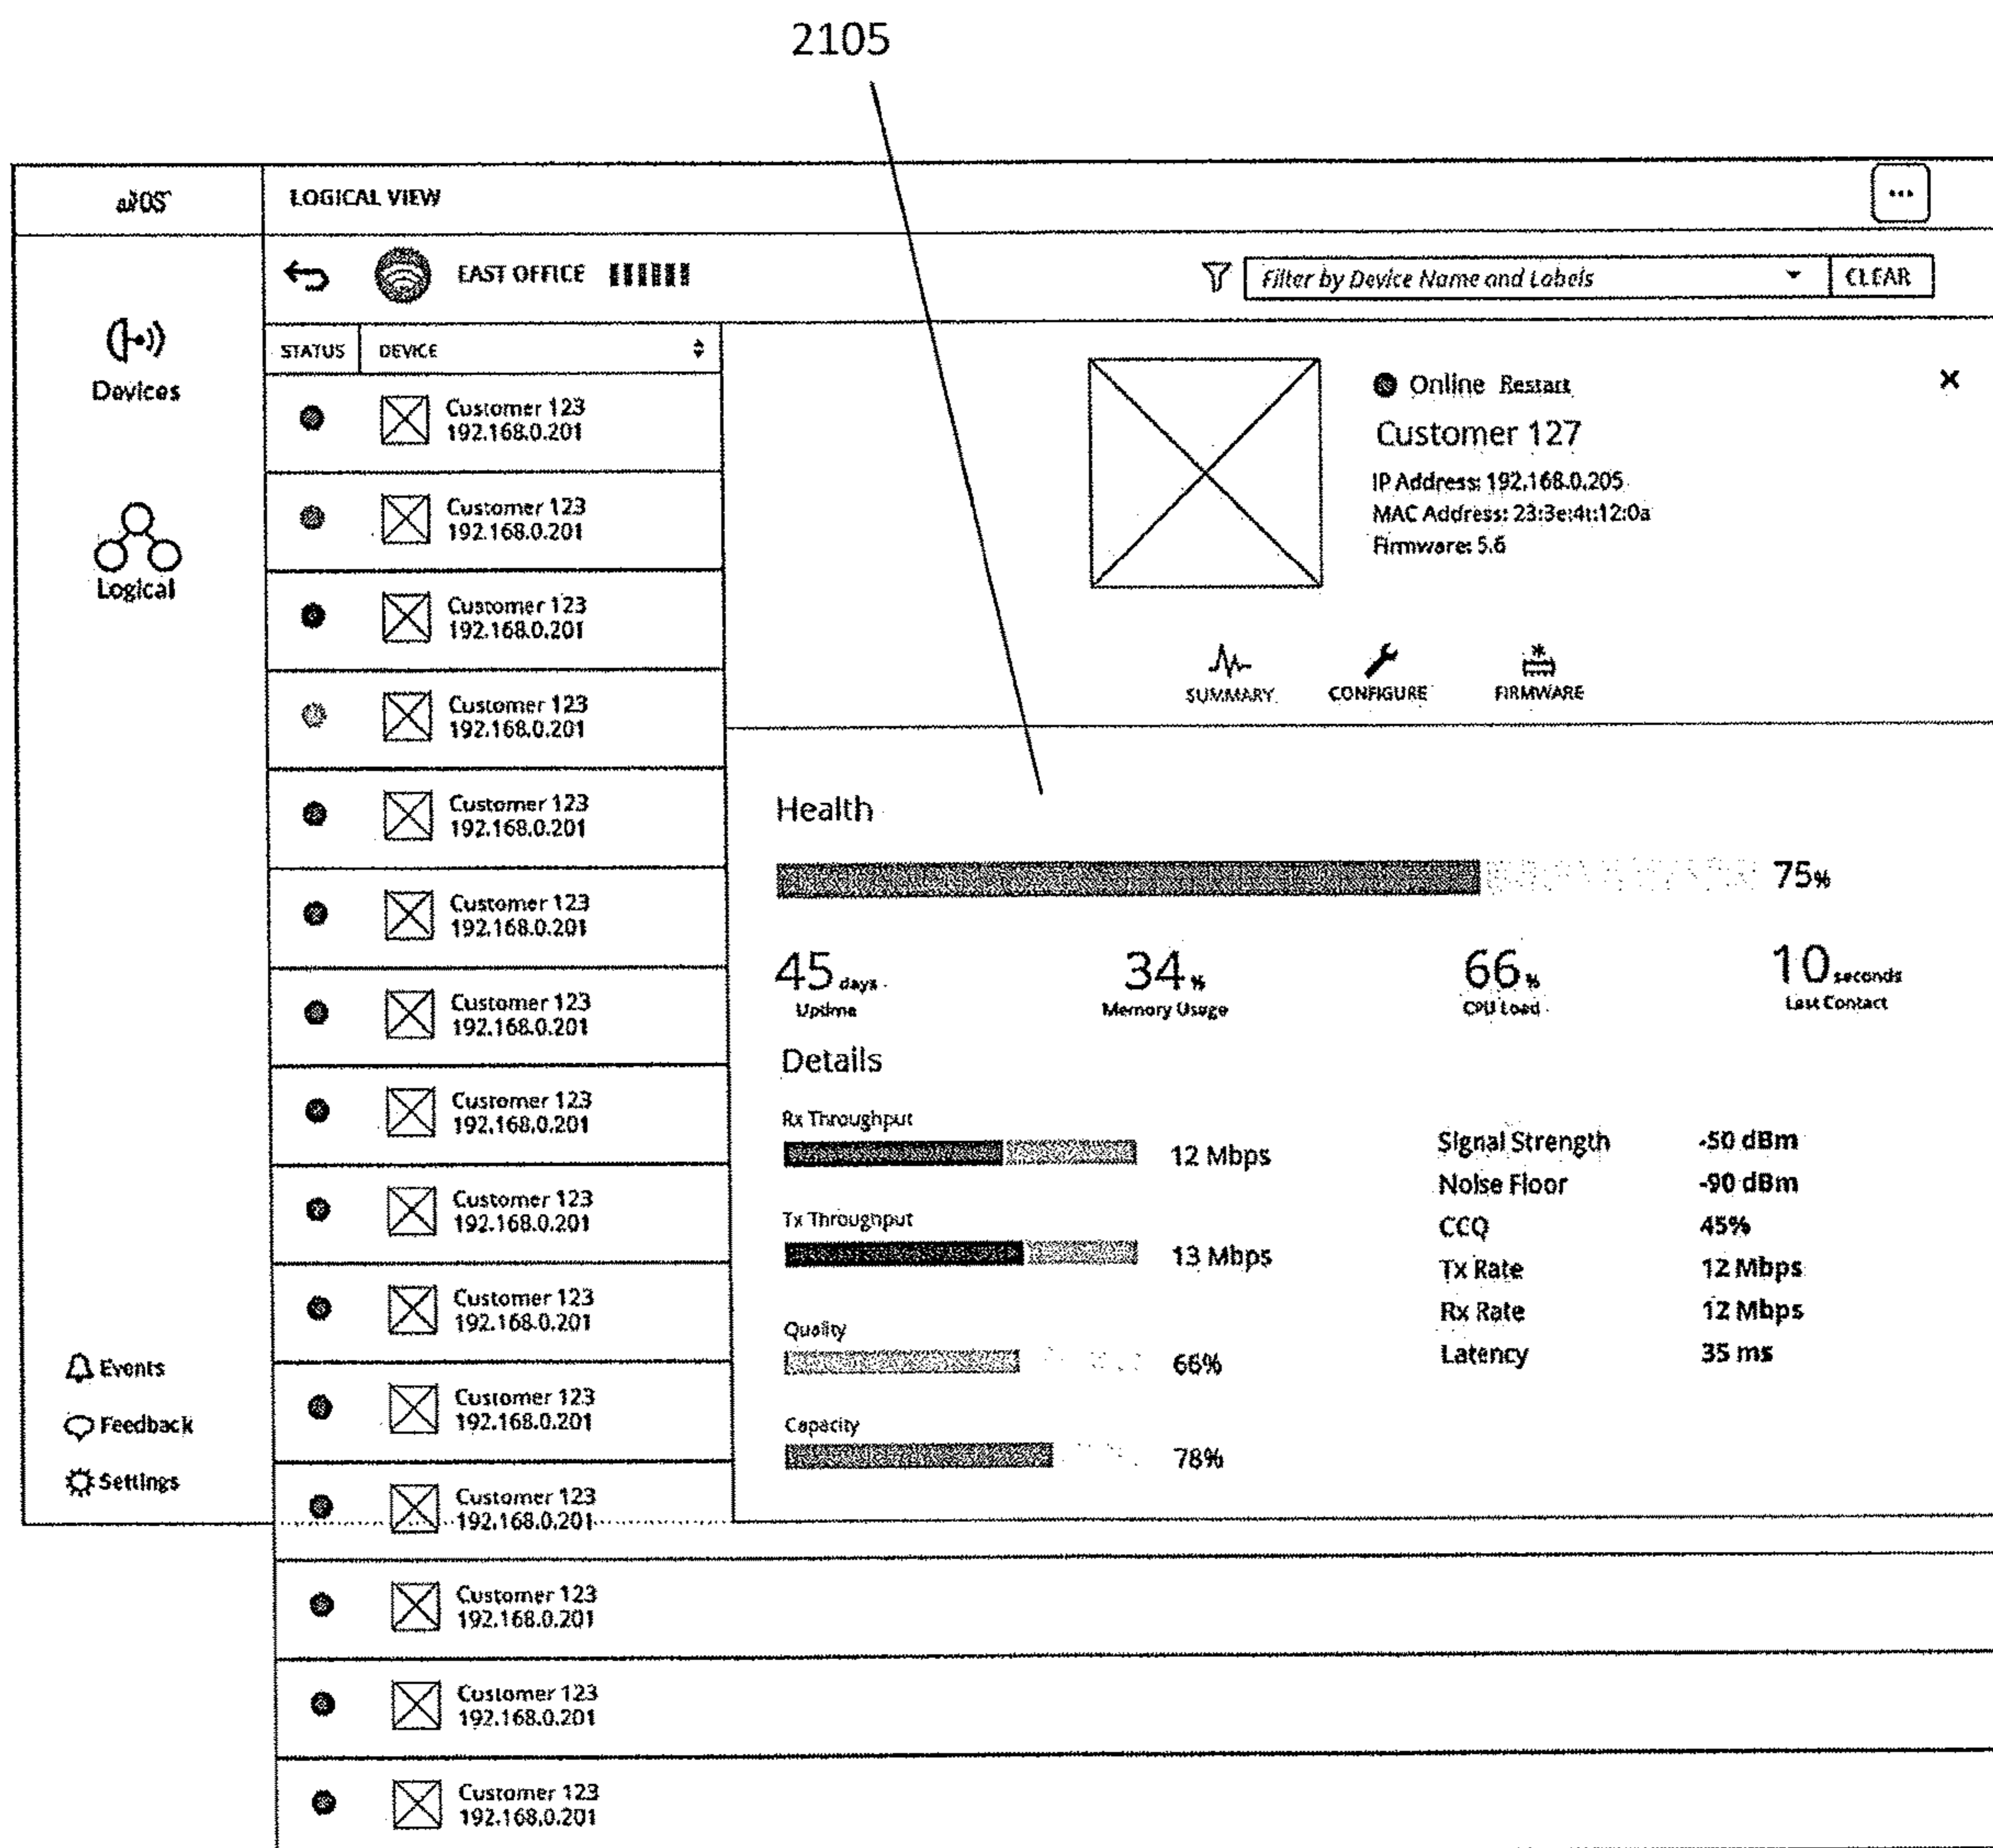 2105
airOS
LOGICAL VIEW
...
EAST OFFICE
Filter by Device Name and Labels
CLEAR
Devices
Logical
Events
Feedback
Settings
STATUS DEVICE
Customer 123
192.168.0.201
Customer 123
192.168.0.201
Customer 123
192.168.0.201
Customer 123
192.168.0.201
Customer 123
192.168.0.201
Customer 123
192.168.0.201
Customer 123
192.168.0.201
Customer 123
192.168.0.201
Customer 123
192.168.0.201
Customer 123
192.168.0.201
Customer 123
192.168.0.201
Customer 123
192.168.0.201
Customer 123
192.168.0.201
Customer 123
192.168.0.201
Customer 123
192.168.0.201
Online Restart
Customer 127
IP Address: 192.168.0.205
MAC Address: 23:3e:4t:12:0a
Firmware: 5.6
SUMMARY CONFIGURE FIRMWARE
Health
75%
45 days 34% 66% 10 seconds
Uptime Memory Usage CPU Load Last Contact
Details
Rx Throughput
12 Mbps
Tx Throughput
13 Mbps
Quality
66%
Capacity
78%
Signal Strength -50 dBm
Noise Floor -90 dBm
CCQ 45%
Tx Rate 12 Mbps
Rx Rate 12 Mbps
Latency 35 ms